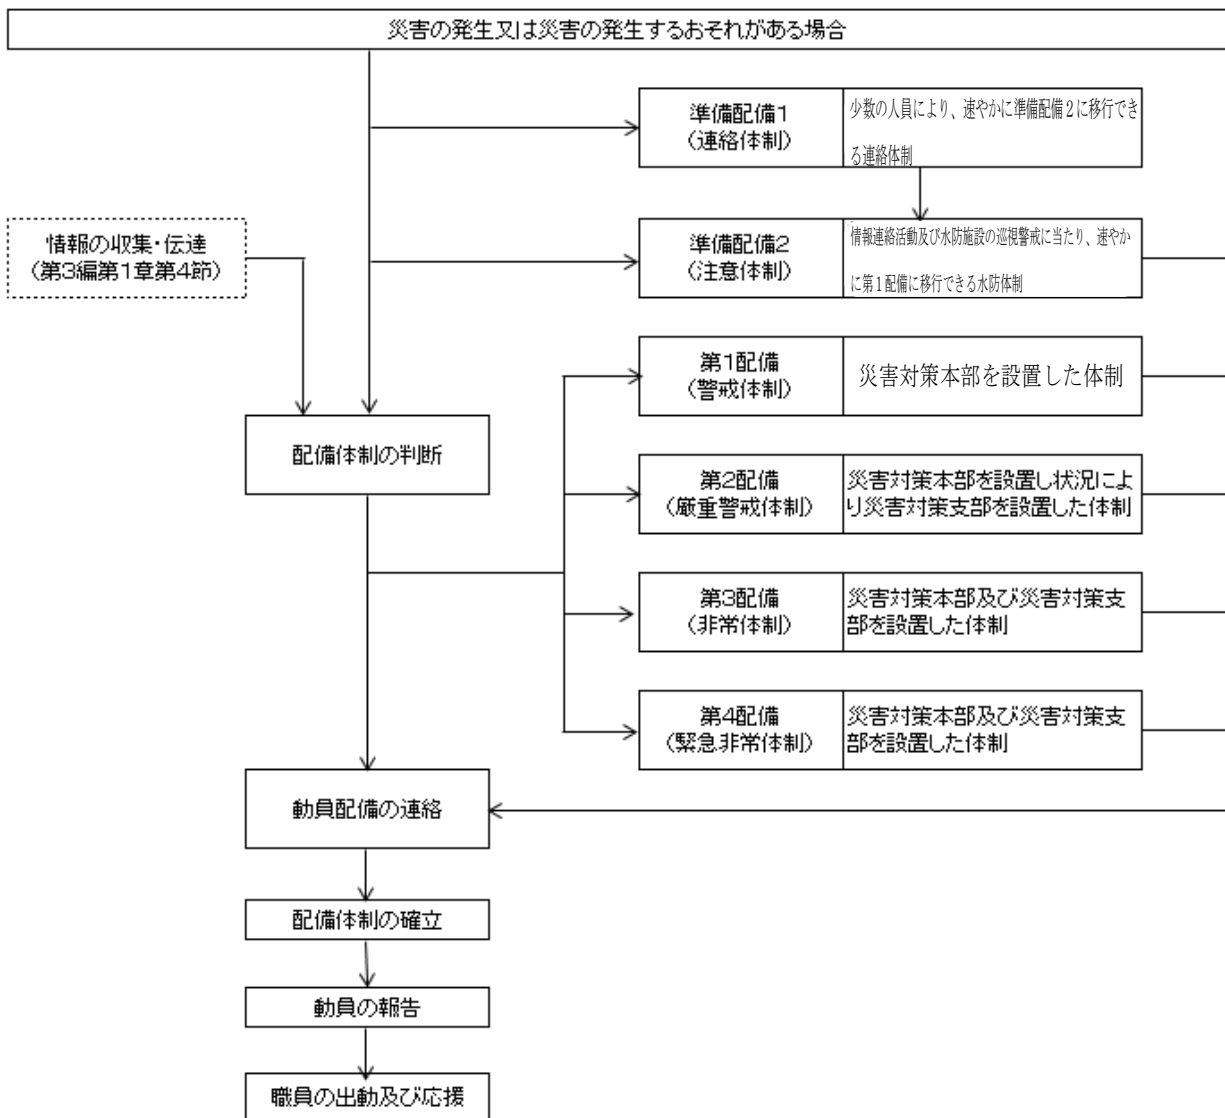 災害の発生又は災害の発生するおそれがある場合
準備配備1
(連絡体制)
少数の人員により、速やかに準備配備2に移行でき
る連絡体制
情報の収集・伝達
(第3編第1章第4節)
準備配備2
(注意体制)
情報連絡活動及び水防施設の巡視警戒に当たり、速やか
に第1配備に移行できる水防体制
第1配備
(警戒体制)
災害対策本部を設置した体制
配備体制の判断
第2配備
(厳重警戒体制)
災害対策本部を設置し状況によ
り災害対策支部を設置した体制
第3配備
(非常体制)
災害対策本部及び災害対策支
部を設置した体制
第4配備
(緊急非常体制)
災害対策本部及び災害対策支
部を設置した体制
動員配備の連絡
配備体制の確立
動員の報告
職員の出動及び応援